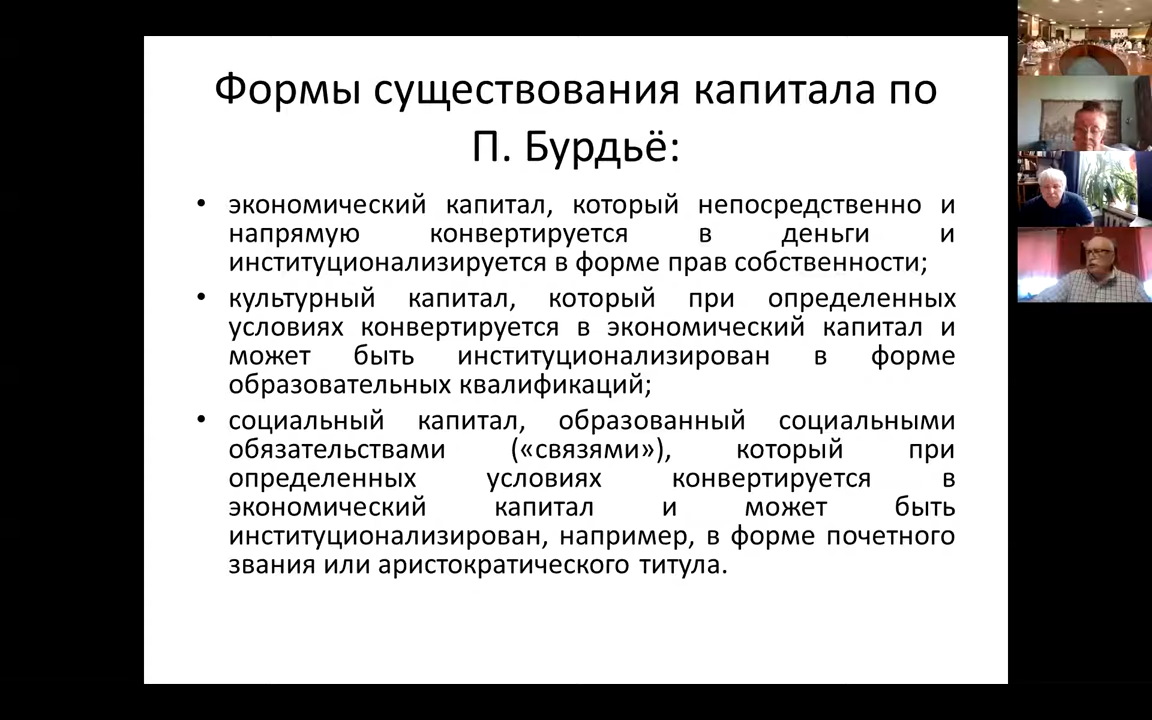 Формы существования капитала по
П. Бурдьё:
• экономический капитал, который непосредственно и
напрямую конвертируется в деньги и
институционализируется в форме прав собственности;
• культурный капитал, который при определенных
условиях конвертируется в экономический капитал и
может быть институционализирован в форме
образовательных квалификаций;
• социальный капитал, образованный социальными
обязательствами («связями»), который при
определенных условиях конвертируется в
экономический капитал и может быть
институционализирован, например, в форме почетного
звания или аристократического титула.